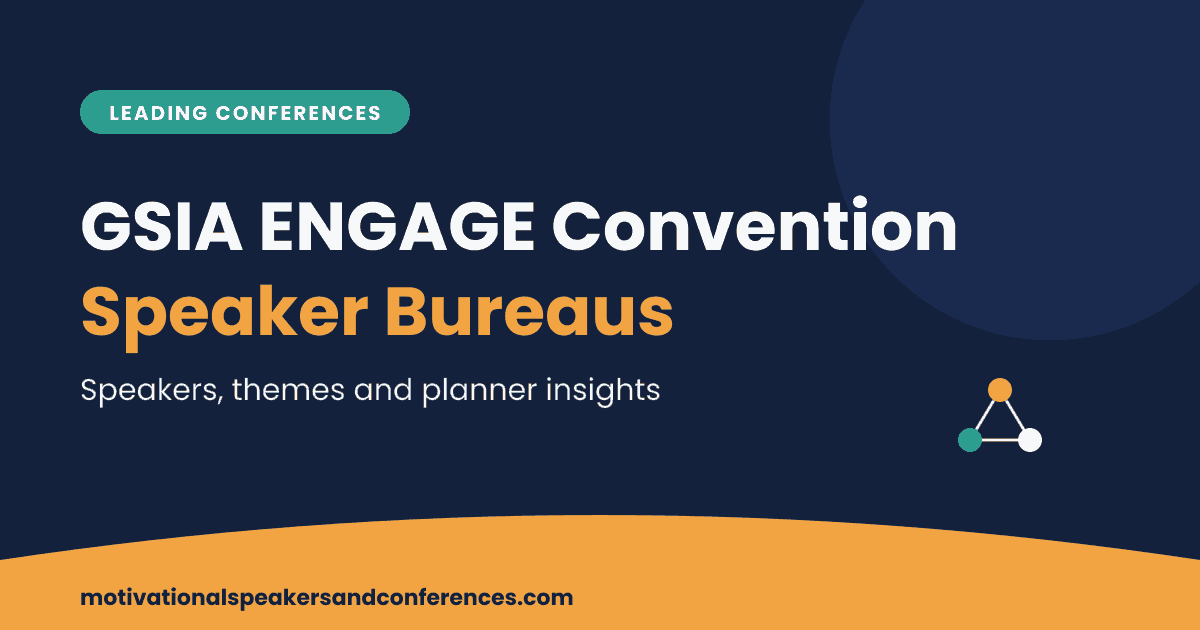 LEADING CONFERENCES
GSIA ENGAGE Convention
Speaker Bureaus
Speakers, themes and planner insights
motivationalspeakersandconferences.com